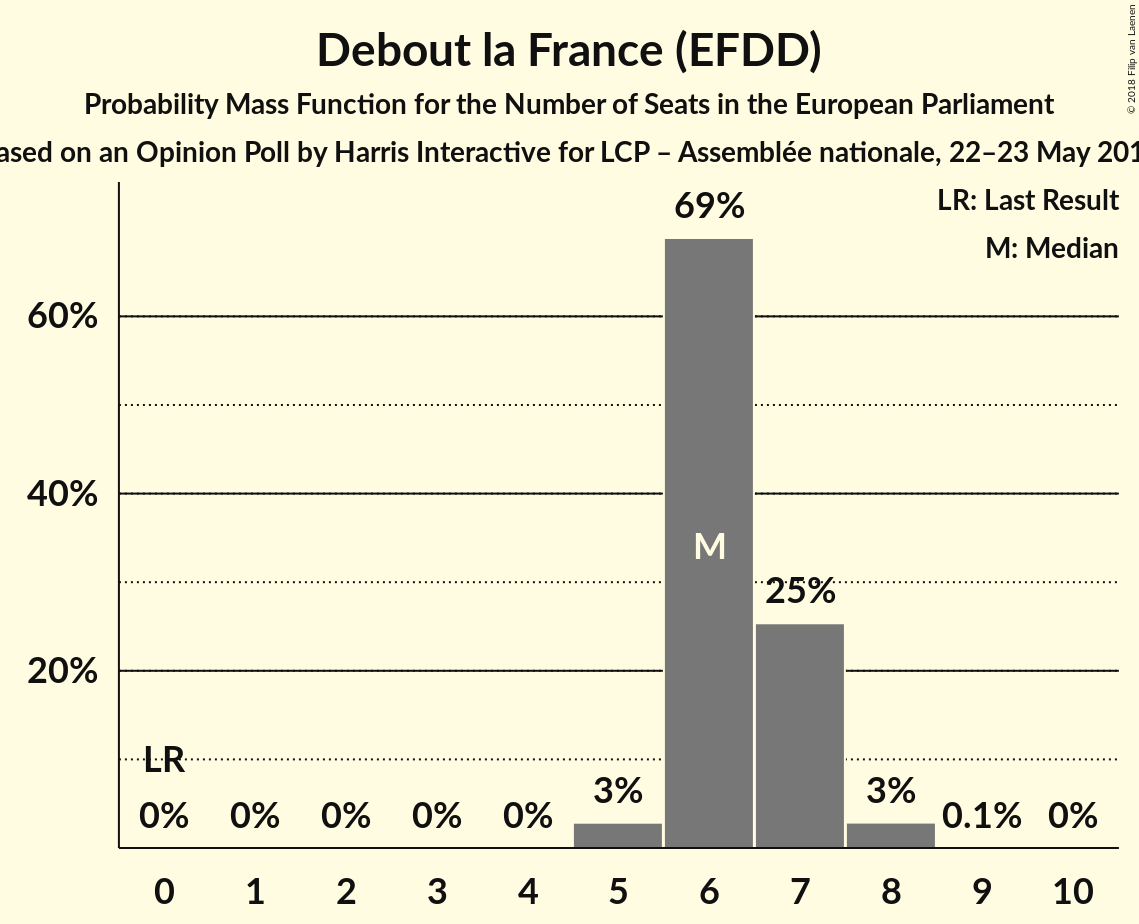 Debout la France (EFDD)
Probability Mass Function for the Number of Seats in the European Parliament
ased on an Opinion Poll by Harris Interactive for LCP – Assemblée nationale, 22–23 May 201
© 2018 Filip van Laenen
LR: Last Result
M: Median
69%
60%
40%
M
25%
20%
LR
3%
3%
0%
0%
0%
0%
0%
0.1%
0%
0 1 2 3 4 5 6 7 8 9 10